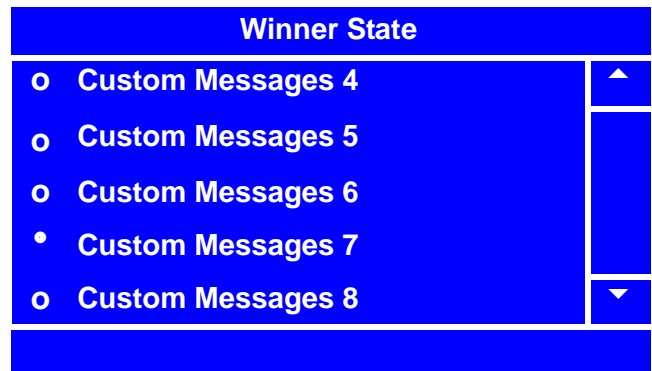 Winner State
o Custom Messages 4
o Custom Messages 5
o Custom Messages 6
Custom Messages 7
o Custom Messages 8